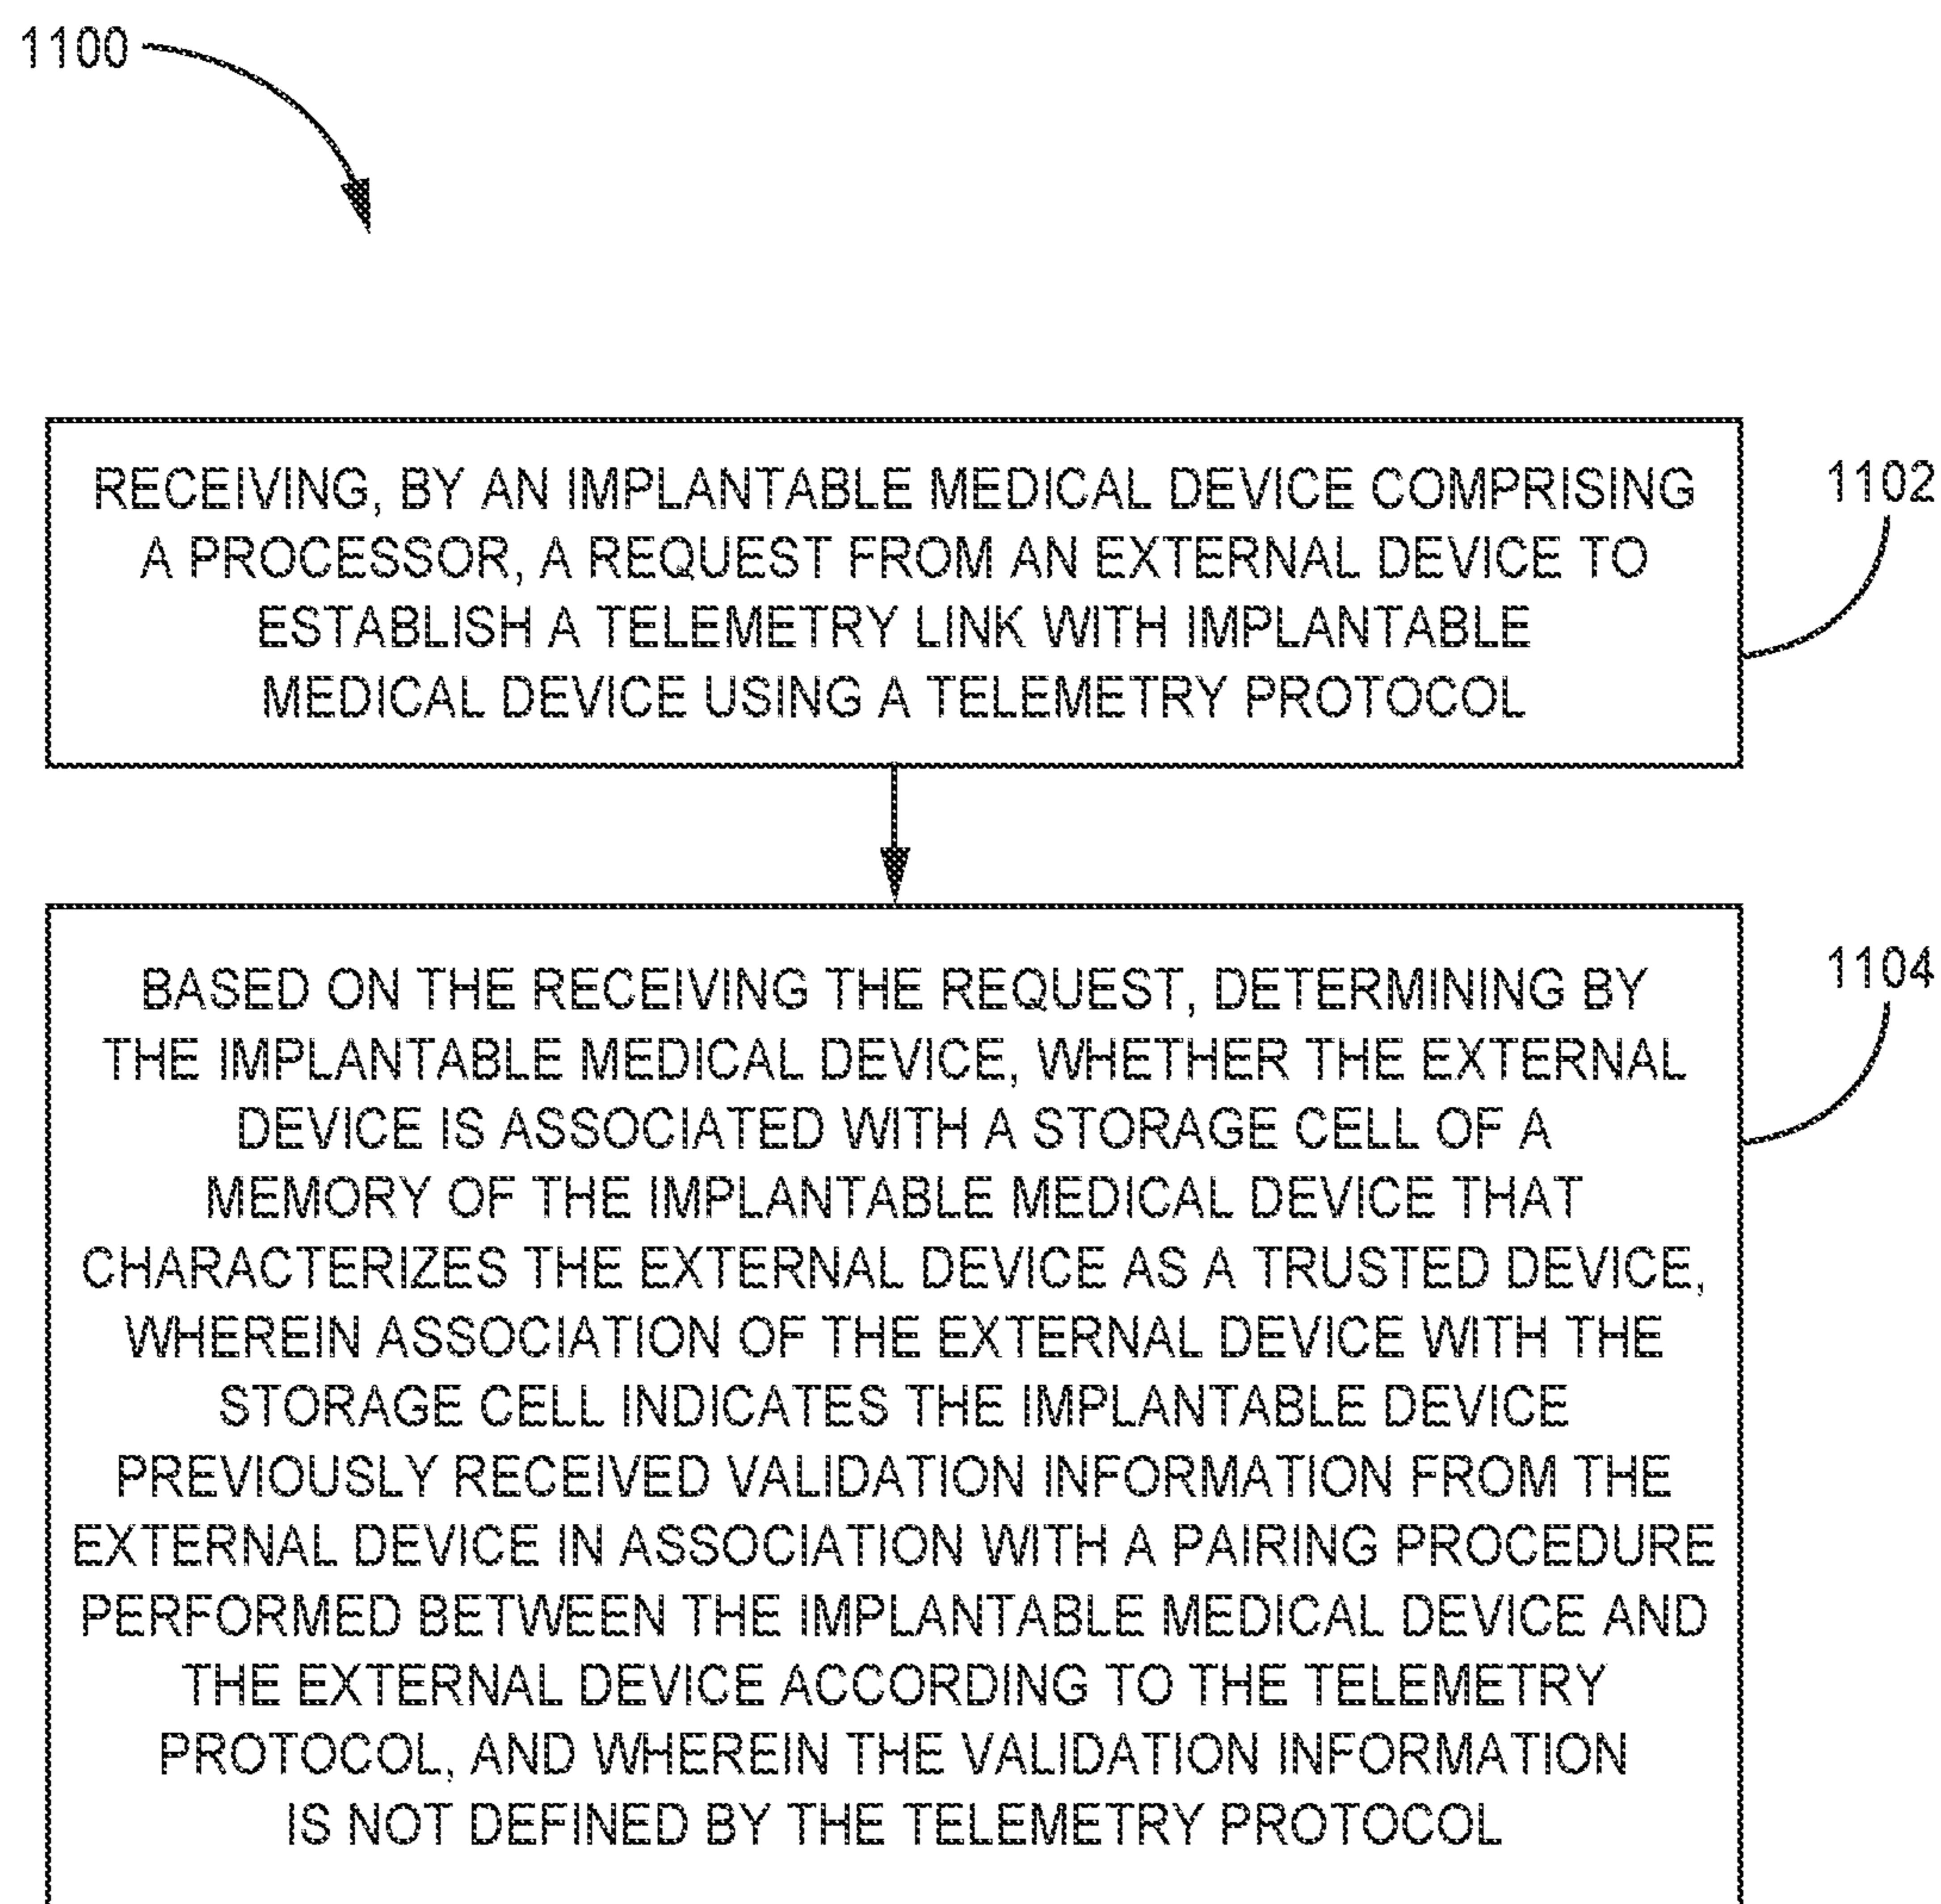 1100
RECEIVING, BY AN IMPLANTABLE MEDICAL DEVICE COMPRISING
A PROCESSOR, A REQUEST FROM AN EXTERNAL DEVICE TO
ESTABLISH A TELEMETRY LINK WITH IMPLANTABLE
MEDICAL DEVICE USING A TELEMETRY PROTOCOL
1102
BASED ON THE RECEIVING THE REQUEST, DETERMINING BY
THE IMPLANTABLE MEDICAL DEVICE, WHETHER THE EXTERNAL
DEVICE IS ASSOCIATED WITH A STORAGE CELL OF A
MEMORY OF THE IMPLANTABLE MEDICAL DEVICE THAT
CHARACTERIZES THE EXTERNAL DEVICE AS A TRUSTED DEVICE,
WHEREIN ASSOCIATION OF THE EXTERNAL DEVICE WITH THE
STORAGE CELL INDICATES THE IMPLANTABLE DEVICE
PREVIOUSLY RECEIVED VALIDATION INFORMATION FROM THE
EXTERNAL DEVICE IN ASSOCIATION WITH A PAIRING PROCEDURE
PERFORMED BETWEEN THE IMPLANTABLE MEDICAL DEVICE AND
THE EXTERNAL DEVICE ACCORDING TO THE TELEMETRY
PROTOCOL, AND WHEREIN THE VALIDATION INFORMATION
IS NOT DEFINED BY THE TELEMETRY PROTOCOL
1104